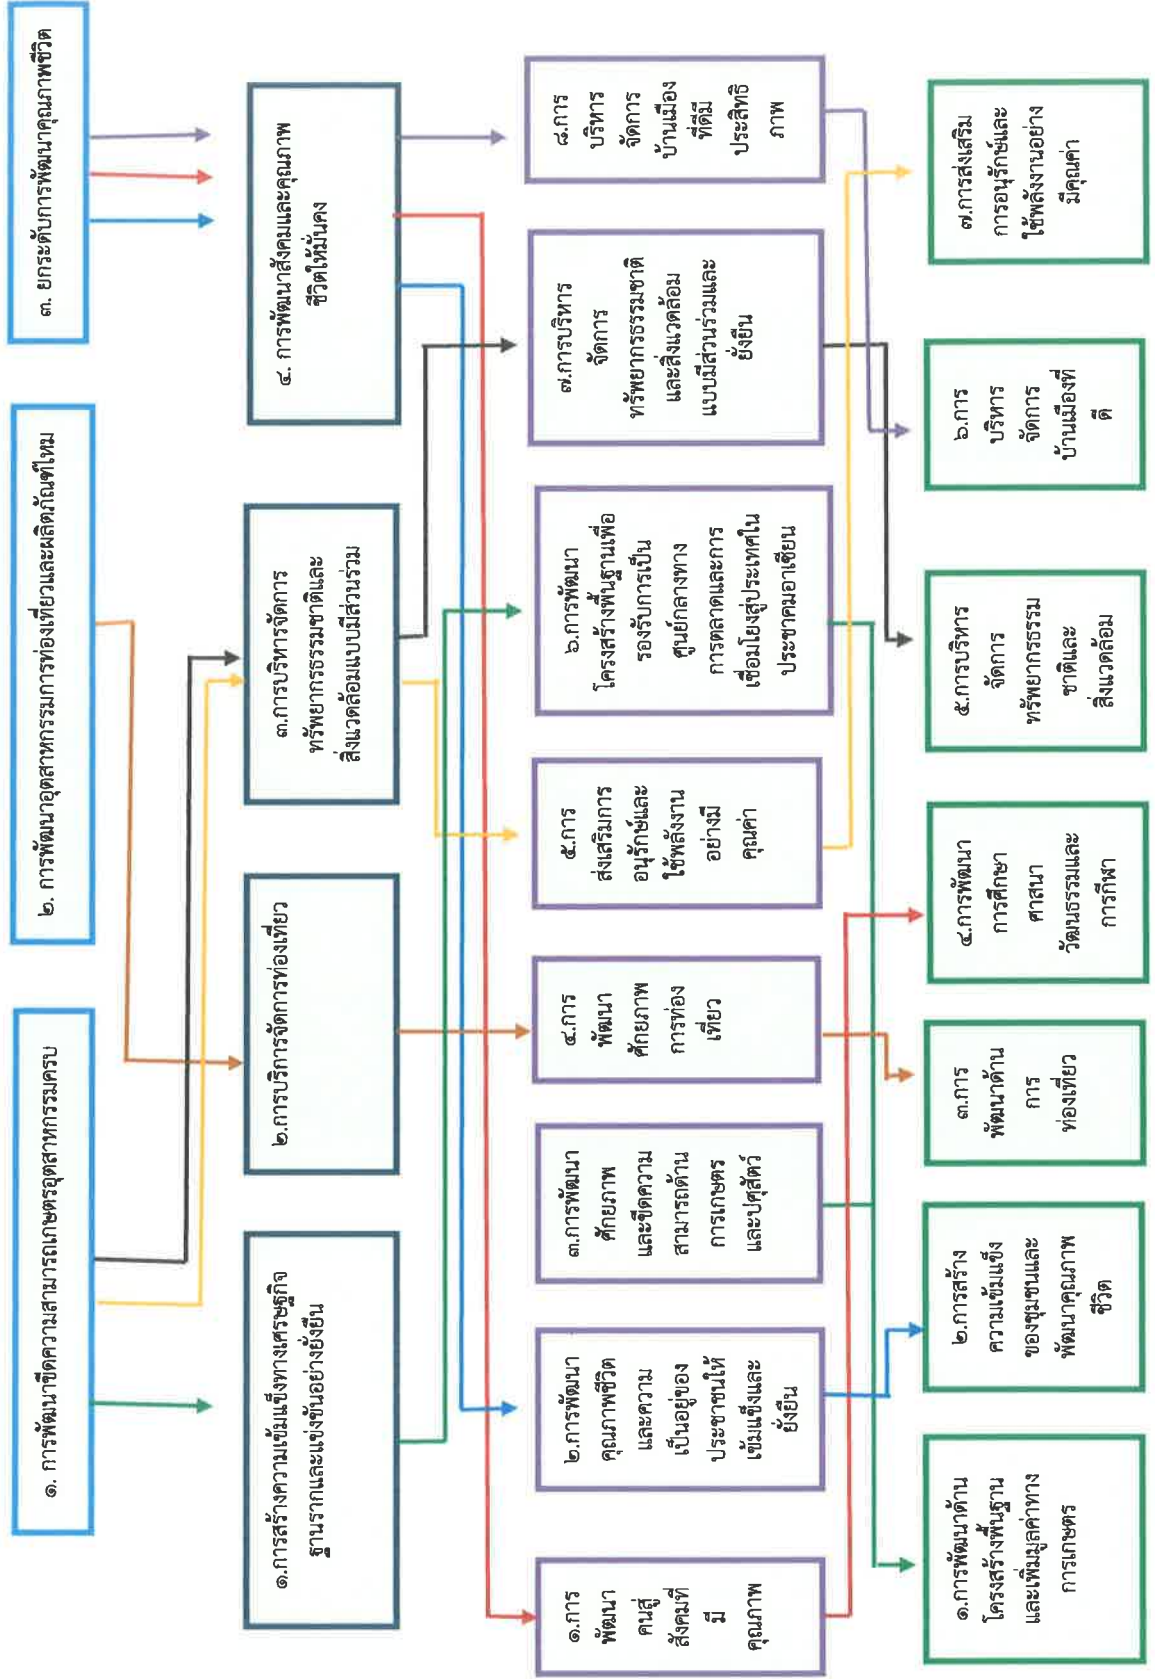 ๑. การพัฒนาขีดความสามารถเกษตรอุตสาหกรรมครบ
๒. การพัฒนาอุตสาหกรรมการท่องเที่ยวและผลิตภัณฑ์ไหม
๓. ยกระดับการพัฒนาคุณภาพชีวิต
๑.การสร้างความเข้มแข็งทางเศรษฐกิจ
ฐานรากและแข่งขันอย่างยั่งยืน
๒.การบริการจัดการท่องเที่ยว
๓.การบริหารจัดการ
ทรัพยากรธรรมชาติและ
สิ่งแวดล้อมแบบมีส่วนร่วม
๔. การพัฒนาสังคมและคุณภาพ
ชีวิตให้มั่นคง
๑.การ
พัฒนา
คนสู่
สังคมที่
มี
คุณภาพ
๒.การพัฒนา
คุณภาพชีวิต
และความ
เป็นอยู่ของ
ประชาชนให้
เข้มแข็งและ
ยั่งยืน
๓.การพัฒนา
ศักยภาพ
และขีดความ
สามารถด้าน
การเกษตร
และปศุสัตว์
๔.การ
พัฒนา
ศักยภาพ
การท่อง
เที่ยว
๕.การ
ส่งเสริมการ
อนุรักษ์และ
ใช้พลังงาน
อย่างมี
คุณค่า
๖.การพัฒนา
โครงสร้างพื้นฐานเพื่อ
รองรับการเป็น
ศูนย์กลางทาง
การตลาดและการ
เชื่อมโยงสู่ประเทศใน
ประชาคมอาเซียน
๗.การบริหาร
จัดการ
ทรัพยากรธรรมชาติ
และสิ่งแวดล้อม
แบบมีส่วนร่วมและ
ยั่งยืน
๘.การ
บริหาร
จัดการ
บ้านเมือง
ที่ดีมี
ประสิทธิ
ภาพ
๑.การพัฒนาด้าน
โครงสร้างพื้นฐาน
และเพิ่มมูลค่าทาง
การเกษตร
๒.การสร้าง
ความเข้มแข็ง
ของชุมชนและ
พัฒนาคุณภาพ
ชีวิต
๓.การ
พัฒนาด้าน
การ
ท่องเที่ยว
๔.การพัฒนา
การศึกษา
ศาสนา
วัฒนธรรมและ
การกีฬา
๕.การบริหาร
จัดการ
ทรัพยากรธรรม
ชาติและ
สิ่งแวดล้อม
๖.การ
บริหาร
จัดการ
บ้านเมืองที่
ดี
๗.การส่งเสริม
การอนุรักษ์และ
ใช้พลังงานอย่าง
มีคุณค่า